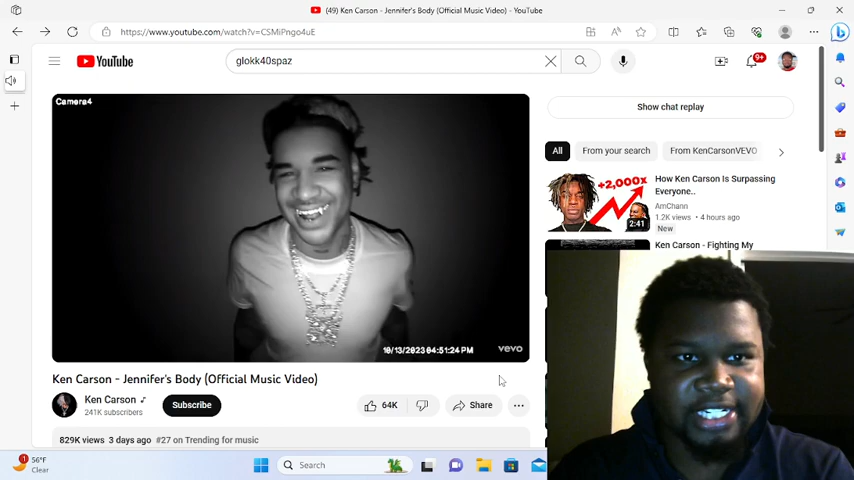 (49) Ken Carson - Jennifer's Body (Official Music Video) - YouTube
https://www.youtube.com/watch?v=CSMiPngo4uE
YouTube
glokk40spaz
9+
Camera4
10/13/2023 04:51:24 PM
vevo
Show chat replay
All
From your search
From KenCarsonVEVO
+2,000x
2:41
How Ken Carson Is Surpassing
Everyone..
AmChann
1.2K views • 4 hours ago
New
Ken Carson - Fighting My
Ken Carson - Jennifer's Body (Official Music Video)
Ken Carson
241K subscribers
Subscribe
64K
Share
829K views 3 days ago #27 on Trending for music
1
56°F
Clear
Search